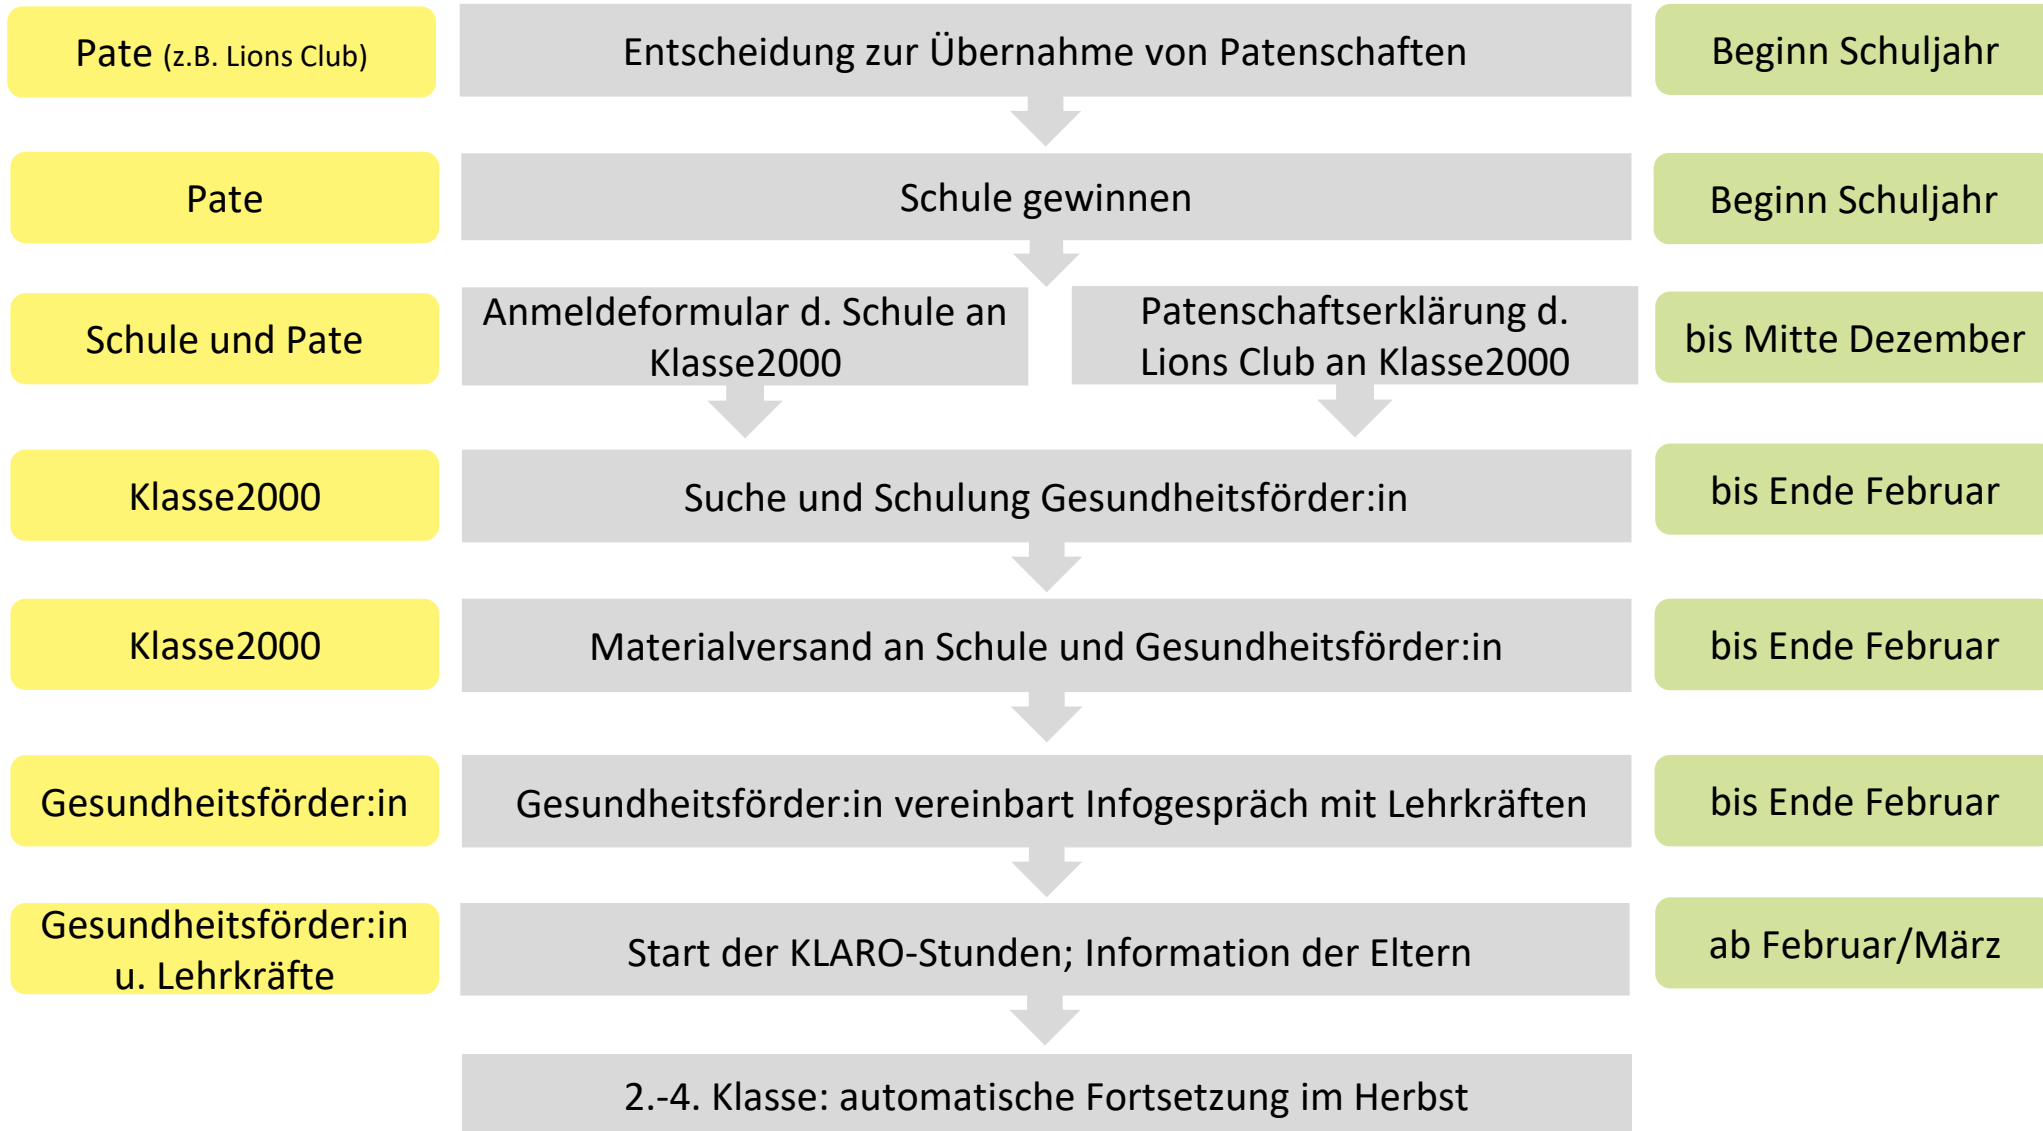 Pate (z.B. Lions Club)
Entscheidung zur Übernahme von Patenschaften
Beginn Schuljahr
Pate
Schule gewinnen
Beginn Schuljahr
Schule und Pate
Anmeldeformular d. Schule an
Klasse2000
Patenschaftserklärung d.
Lions Club an Klasse2000
bis Mitte Dezember
Klasse2000
Suche und Schulung Gesundheitsförder:in
bis Ende Februar
Klasse2000
Materialversand an Schule und Gesundheitsförder:in
bis Ende Februar
Gesundheitsförder:in
Gesundheitsförder:in vereinbart Infogespräch mit Lehrkräften
bis Ende Februar
Gesundheitsförder:in
u. Lehrkräfte
Start der KLARO-Stunden; Information der Eltern
ab Februar/März
2.-4. Klasse: automatische Fortsetzung im Herbst